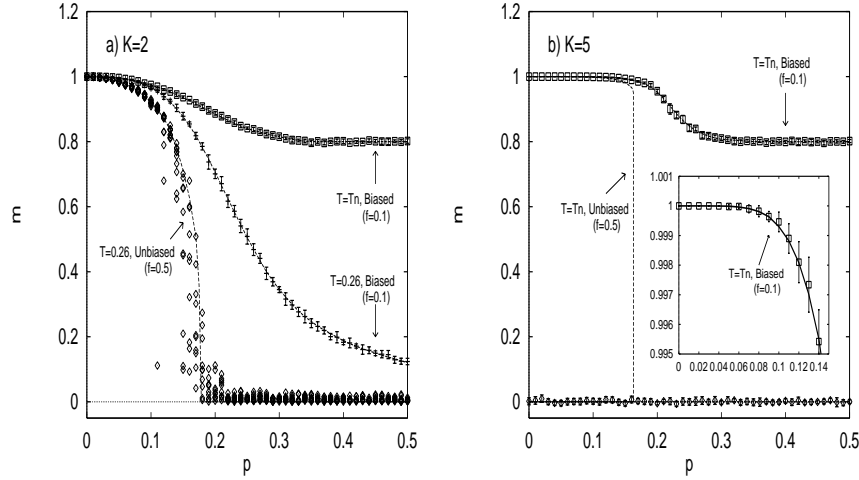 a) K=2
1.2
1
0.8
0.6
0.4
0.2
0
m
0
0.1
0.2
0.3
0.4
0.5
p
T=Tn, Biased
(f=0.1)
T=0.26, Unbiased
(f=0.5)
T=0.26, Biased
(f=0.1)
b) K=5
1.2
1
0.8
0.6
0.4
0.2
0
m
0
0.1
0.2
0.3
0.4
0.5
p
T=Tn, Biased
(f=0.1)
T=Tn, Unbiased
(f=0.5)
1.001
1
0.999
0.998
0.997
0.996
0.995
0
0.02
0.04
0.06
0.08
0.10
0.12
0.14
T=Tn, Biased
(f=0.1)